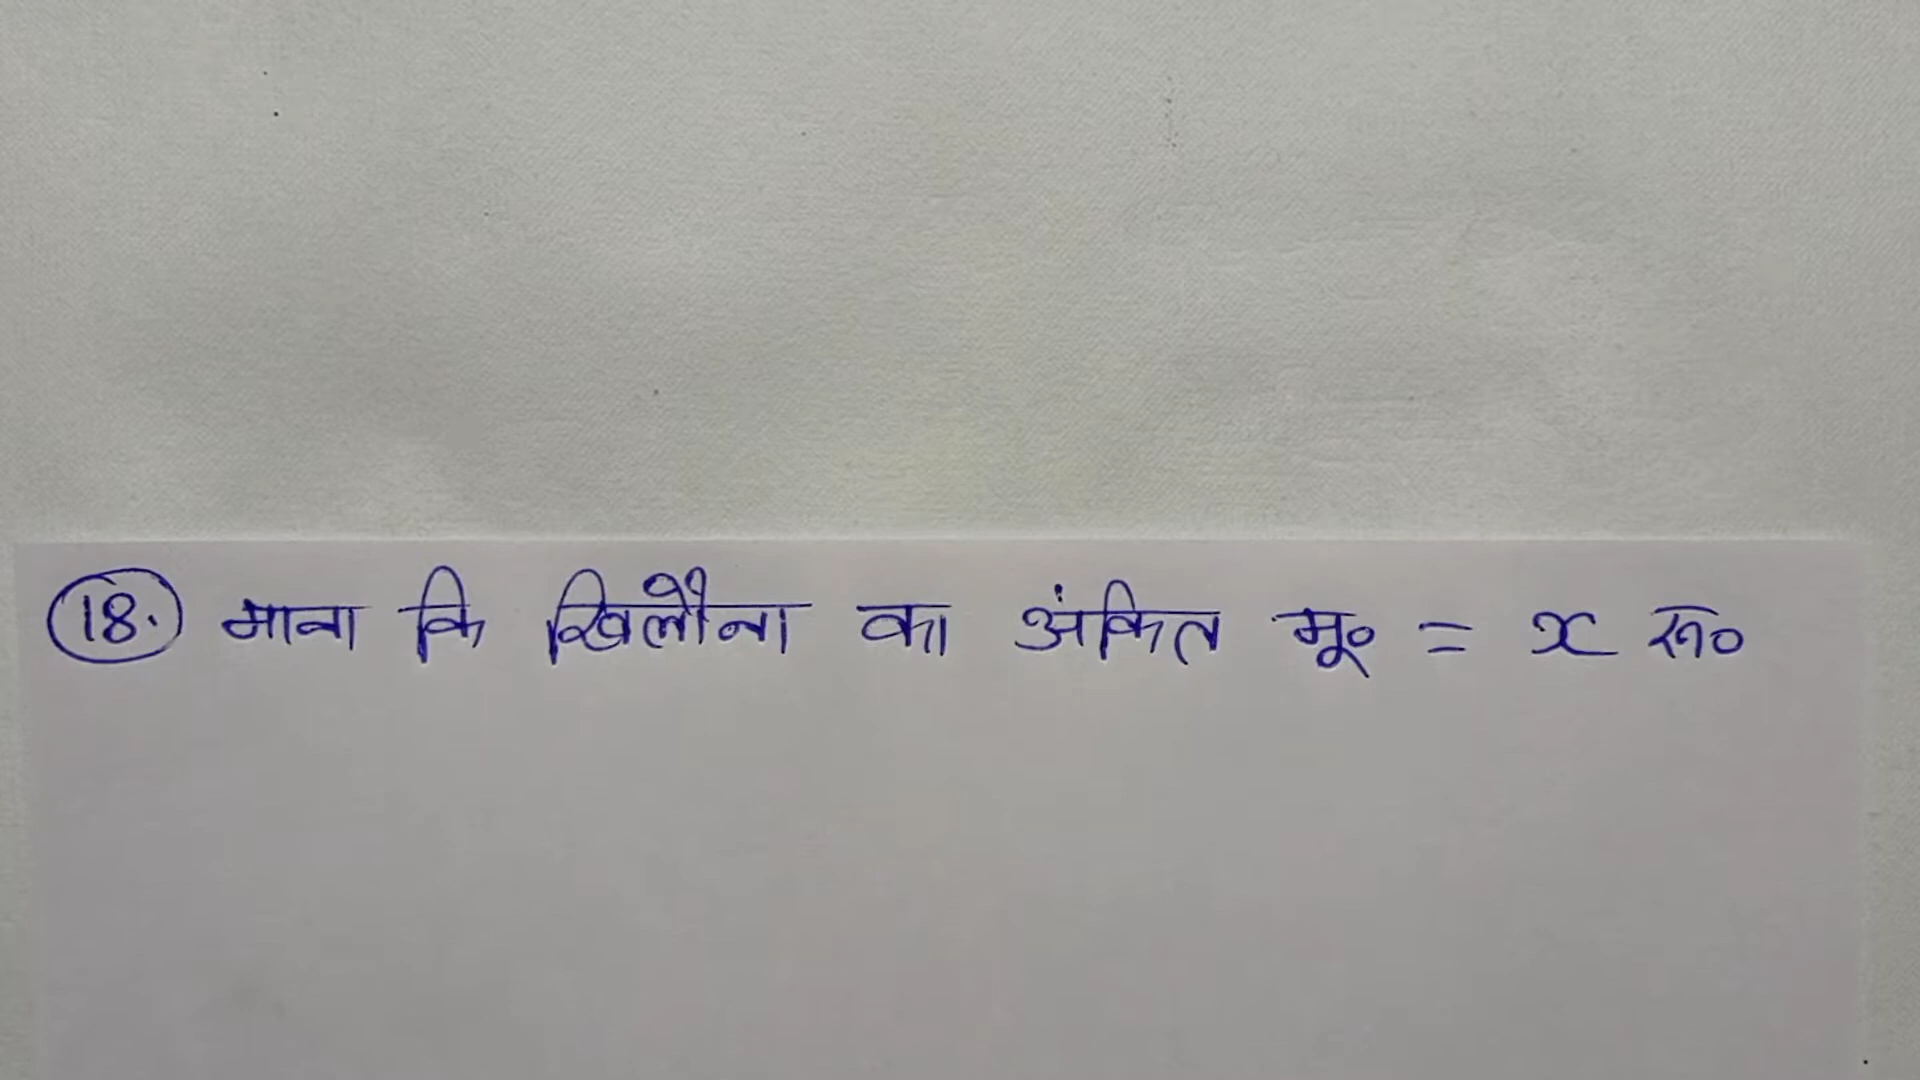 18. माना कि खिलौना का अंकित मू० = x रू०